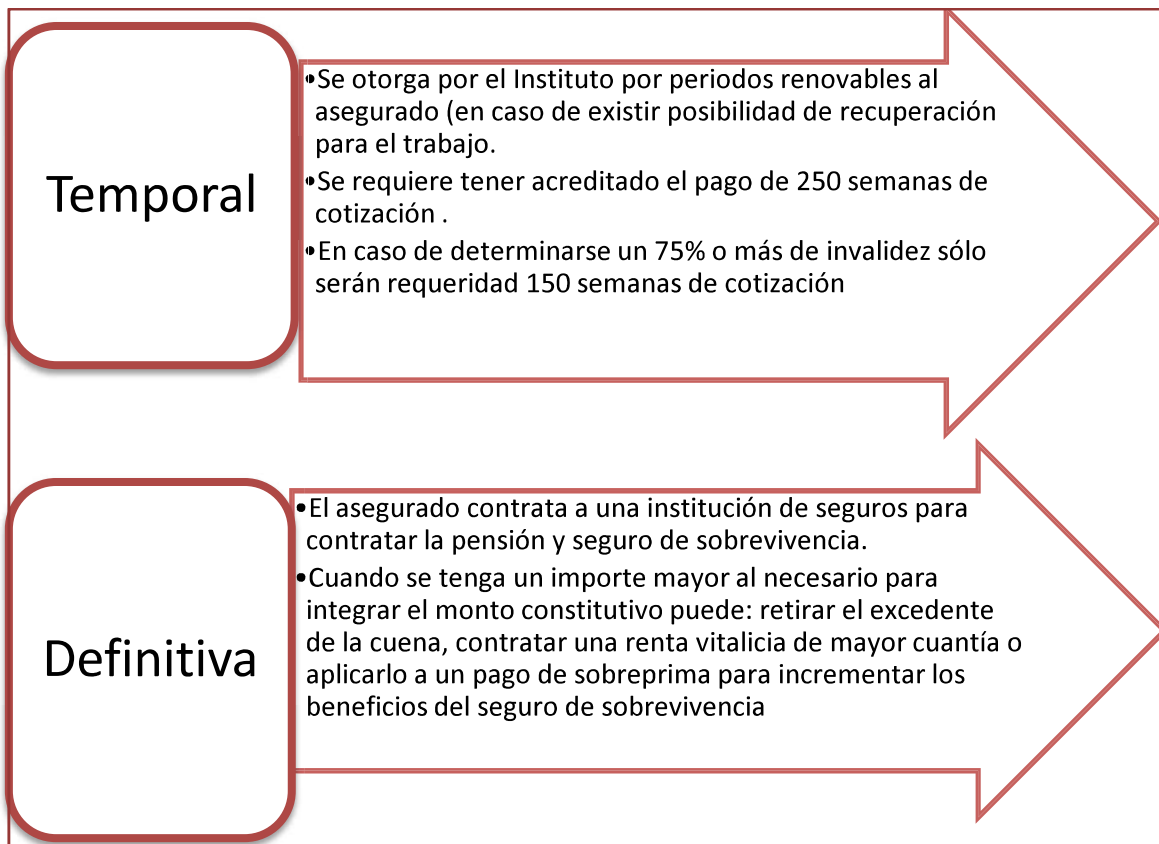 Temporal
•Se otorga por el Instituto por periodos renovables al
asegurado (en caso de existir posibilidad de recuperación
para el trabajo.
•Se requiere tener acreditado el pago de 250 semanas de
cotización .
•En caso de determinarse un 75% o más de invalidez sólo
serán requeridad 150 semanas de cotización
Definitiva
•El asegurado contrata a una institución de seguros para
contratar la pensión y seguro de sobrevivencia.
•Cuando se tenga un importe mayor al necesario para
integrar el monto constitutivo puede: retirar el excedente
de la cuena, contratar una renta vitalicia de mayor cuantía o
aplicarlo a un pago de sobreprima para incrementar los
beneficios del seguro de sobrevivencia